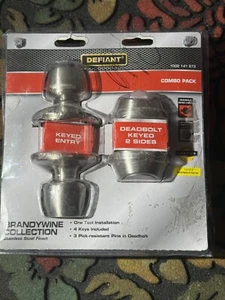 DEFIANT
COMBO PACK
KEYED
ENTRY
DEADBOLT
KEYED
2 SIDES
BRANDYWINE
COLLECTION
Stainless Steel Finish
• One Tool Installation
• 4 Keys Included
• 3 Pick-resistant Pins in Deadbolt